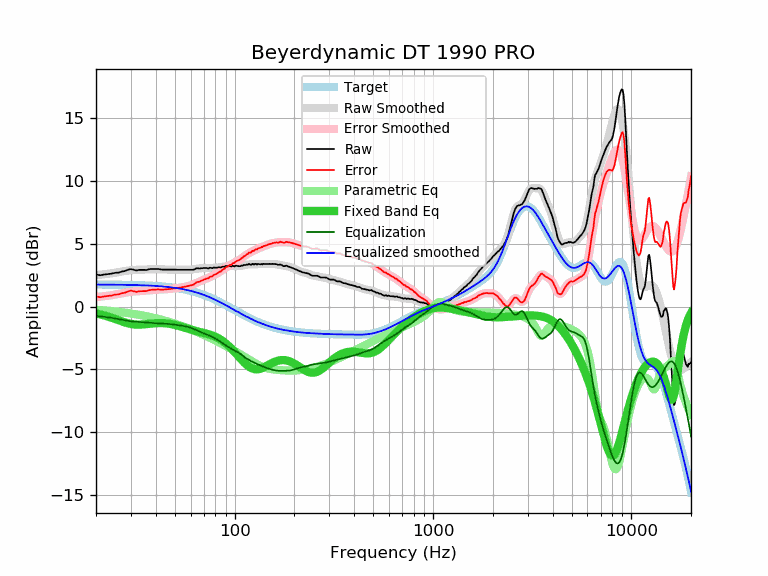 Beyerdynamic DT 1990 PRO
Target
Raw Smoothed
Error Smoothed
Raw
Error
Parametric Eq
Fixed Band Eq
Equalization
Equalized smoothed
Amplitude (dBr)
15
10
5
0
−5
−10
−15
100
1000
10000
Frequency (Hz)